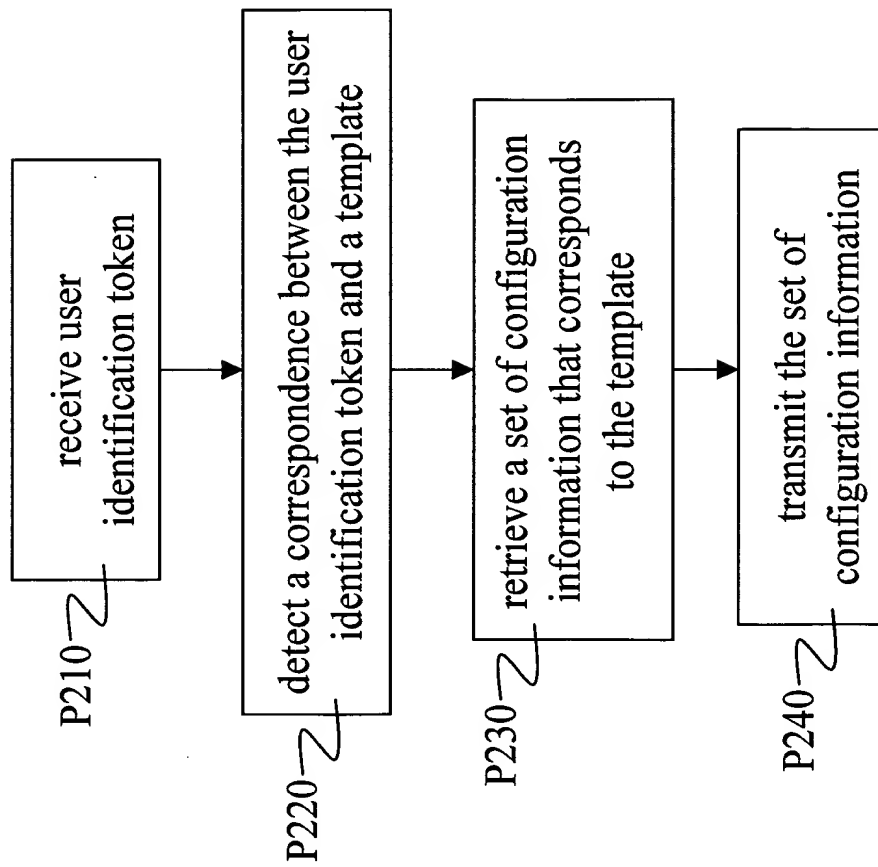 P210
receive user
identification token
P220
detect a correspondence between the user
identification token and a template
P230
retrieve a set of configuration
information that corresponds
to the template
P240
transmit the set of
configuration information